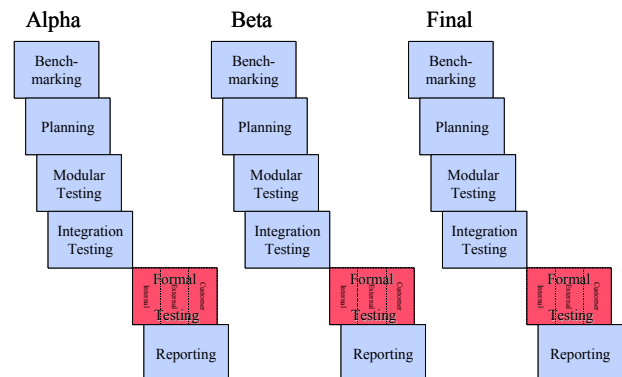 Alpha
Bench-
marking
Planning
Modular
Testing
Integration
Testing
Formal
Internal
External
Customer
Testing
Reporting
Beta
Bench-
marking
Planning
Modular
Testing
Integration
Testing
Formal
Internal
External
Customer
Testing
Reporting
Final
Bench-
marking
Planning
Modular
Testing
Integration
Testing
Formal
Internal
External
Customer
Testing
Reporting